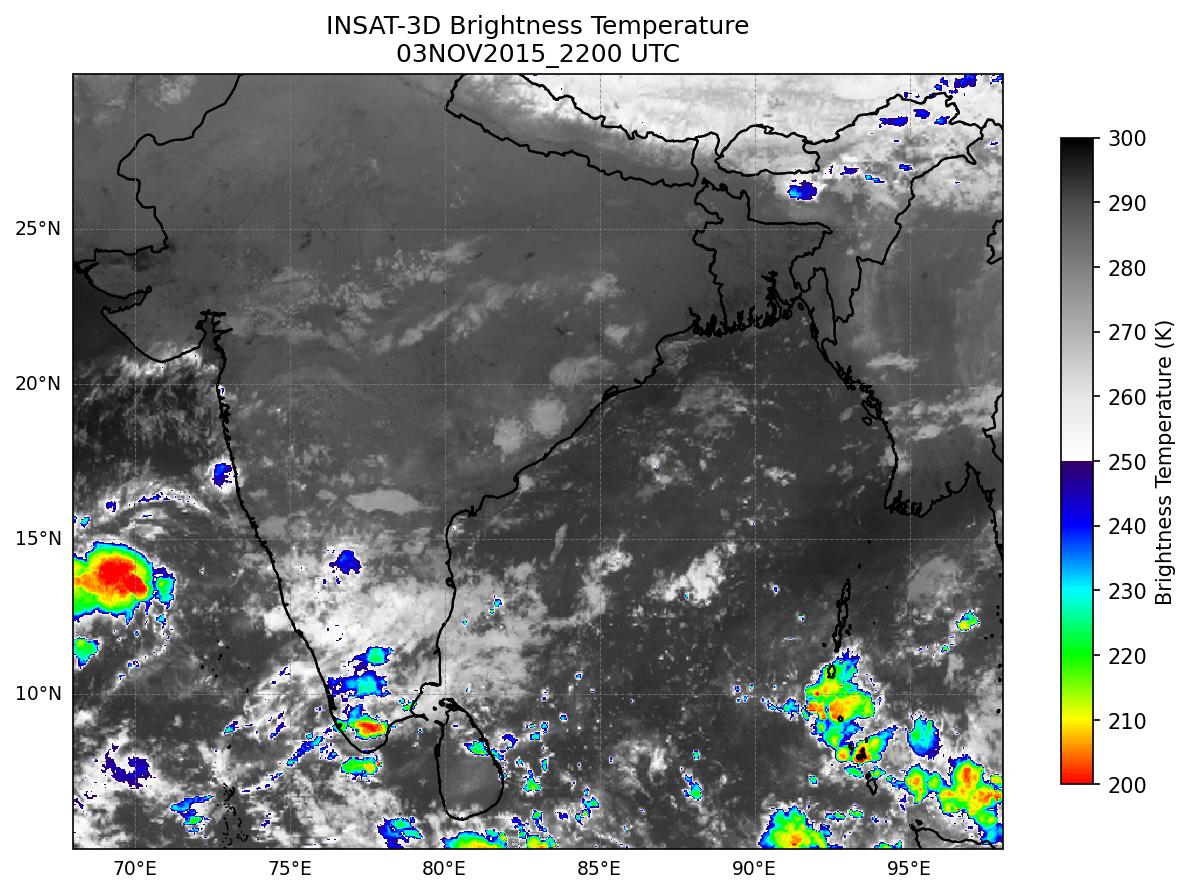 INSAT-3D Brightness Temperature
03NOV2015_2200 UTC
25°N
20°N
15°N
10°N
70°E
75°E
80°E
85°E
90°E
95°E
300
290
280
270
260
250
240
230
220
210
200
Brightness Temperature (K)